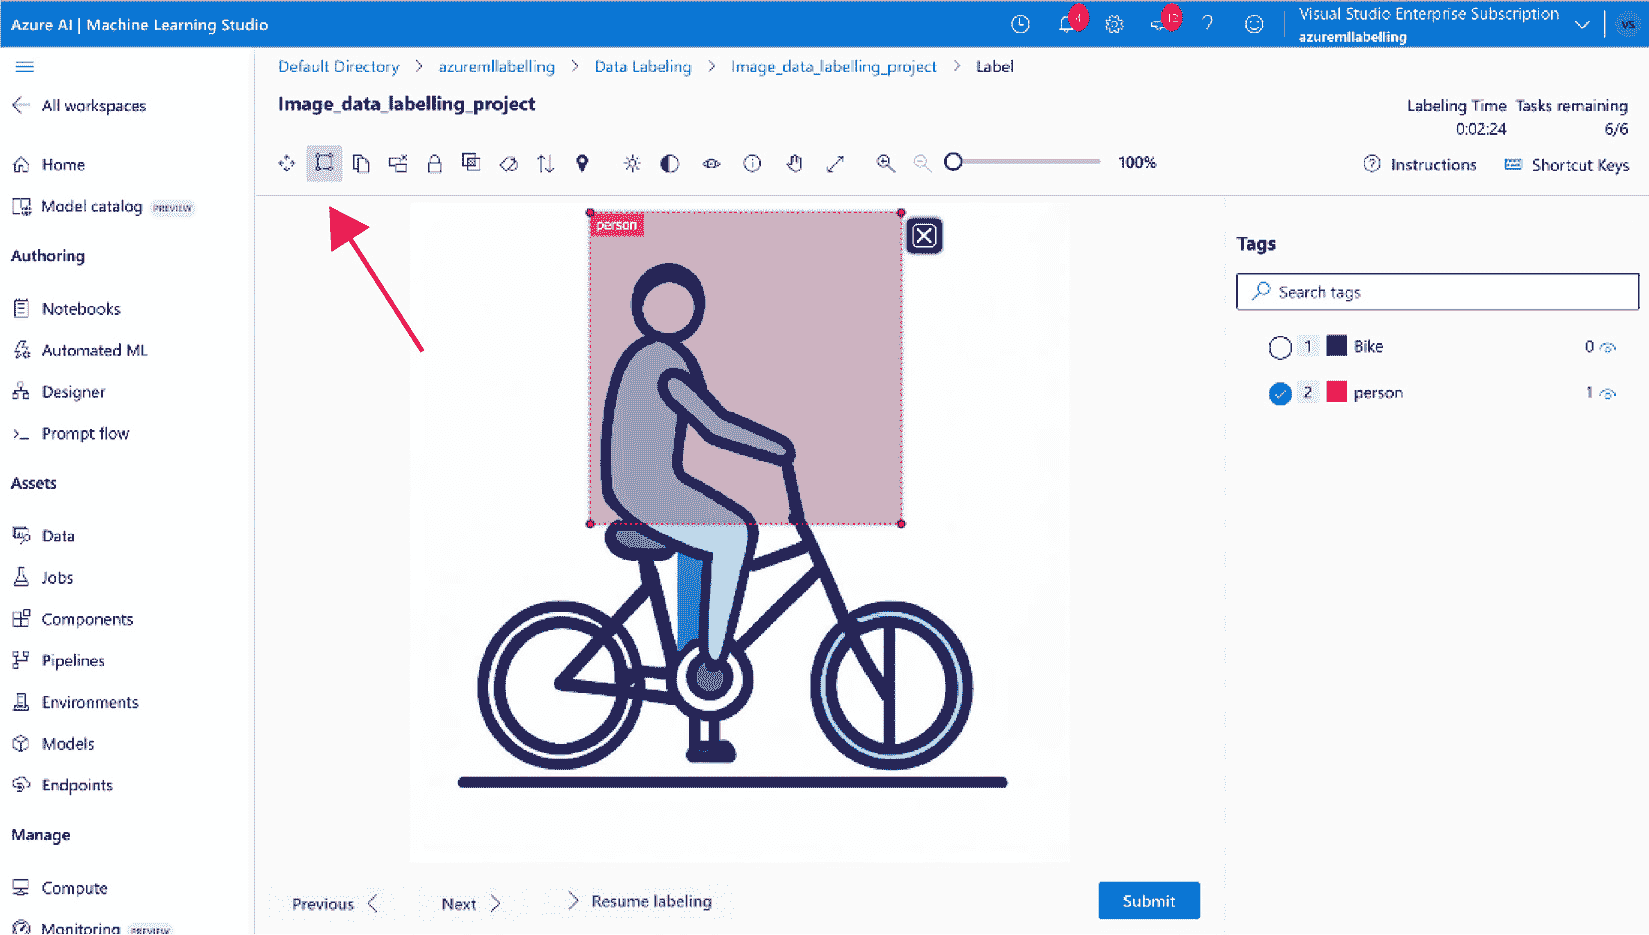 Azure AI | Machine Learning Studio
4
12
?
Visual Studio Enterprise Subscription
azuremllabelling
VS
Default Directory > azuremllabelling > Data Labeling > Image_data_labelling_project > Label
All workspaces
Image_data_labelling_project
Labeling Time Tasks remaining
0:02:24 6/6
100%
Instructions
Shortcut Keys
Home
Model catalog PREVIEW
Authoring
Notebooks
Automated ML
Designer
Prompt flow
Assets
Data
Jobs
Components
Pipelines
Environments
Models
Endpoints
Manage
Compute
Monitoring PREVIEW
person
Tags
Search tags
1 Bike 0
2 person 1
Previous
Next
Resume labeling
Submit